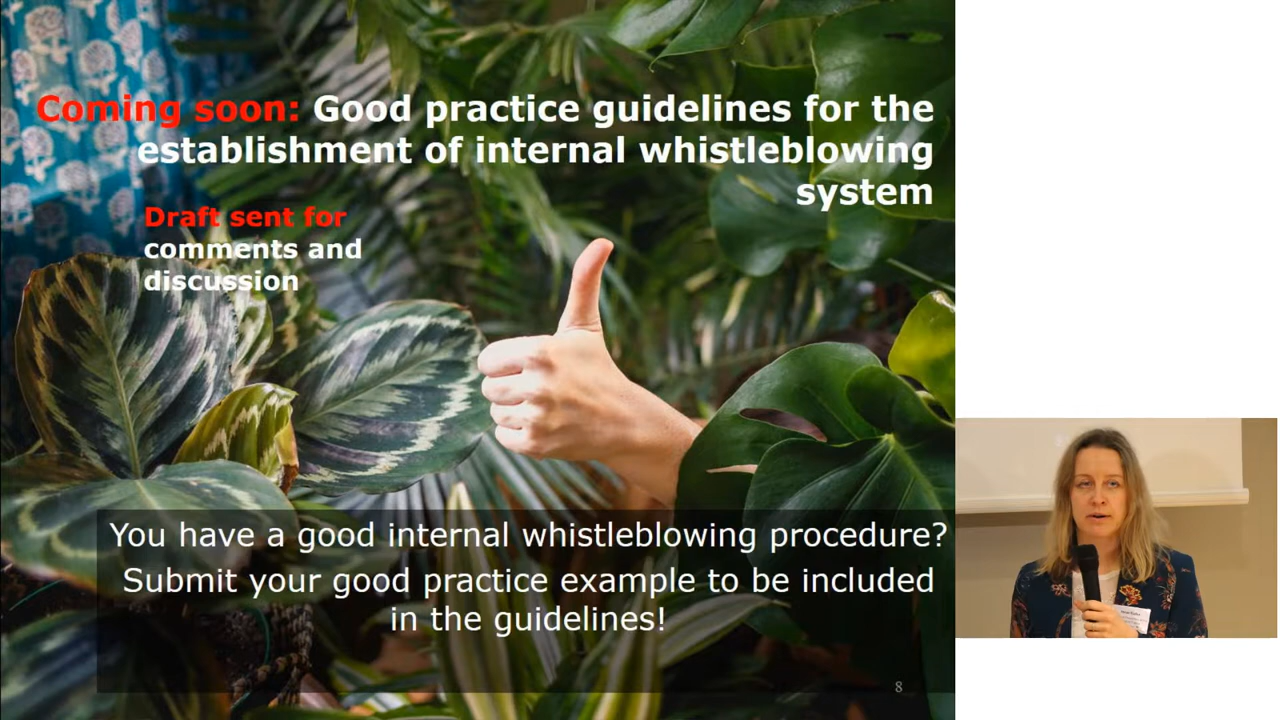 Coming soon: Good practice guidelines for the
establishment of internal whistleblowing
system
Draft sent for
comments and
discussion
You have a good internal whistleblowing procedure?
Submit your good practice example to be included
in the guidelines!
8